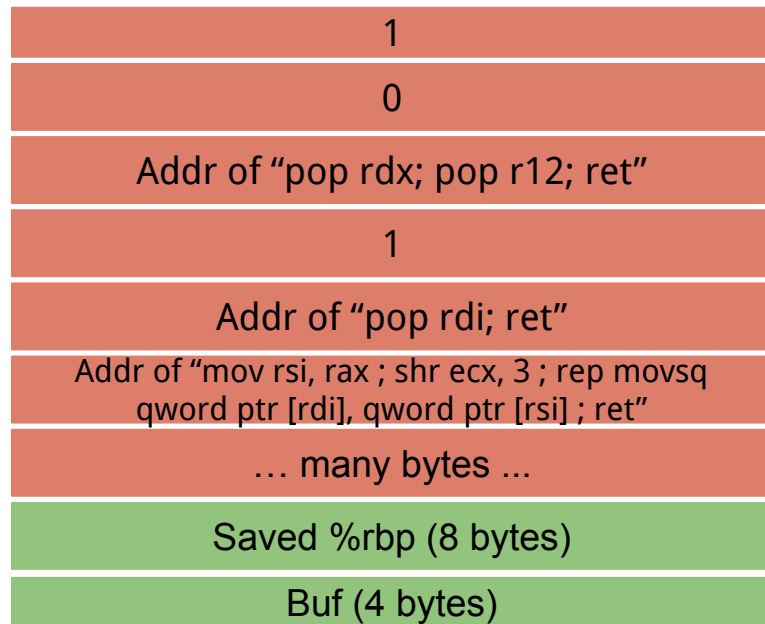 1
0
Addr of “pop rdx; pop r12; ret”
1
Addr of “pop rdi; ret”
Addr of “mov rsi, rax ; shr ecx, 3 ; rep movsq
qword ptr [rdi], qword ptr [rsi] ; ret”
… many bytes ...
Saved %rbp (8 bytes)
Buf (4 bytes)